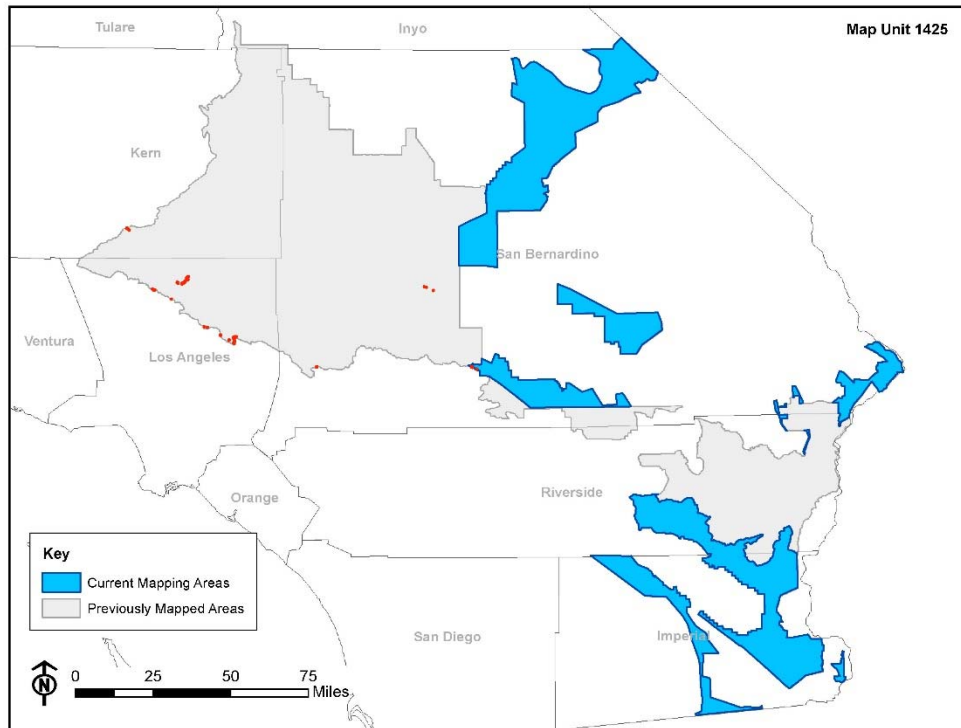 Tulare
Inyo
Map Unit 1425
Kern
San Bernardino
Ventura
Los Angeles
Orange
Riverside
Key
Current Mapping Areas
Previously Mapped Areas
San Diego
Imperial
N
0 25 50 75
Miles